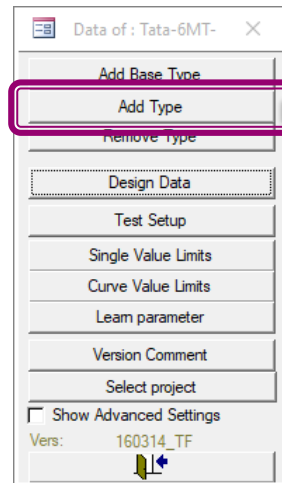 Data of : Tata-6MT-
Add Base Type
Add Type
Remove Type
Design Data
Test Setup
Single Value Limits
Curve Value Limits
Learn parameter
Version Comment
Select project
Show Advanced Settings
Vers: 160314_TF